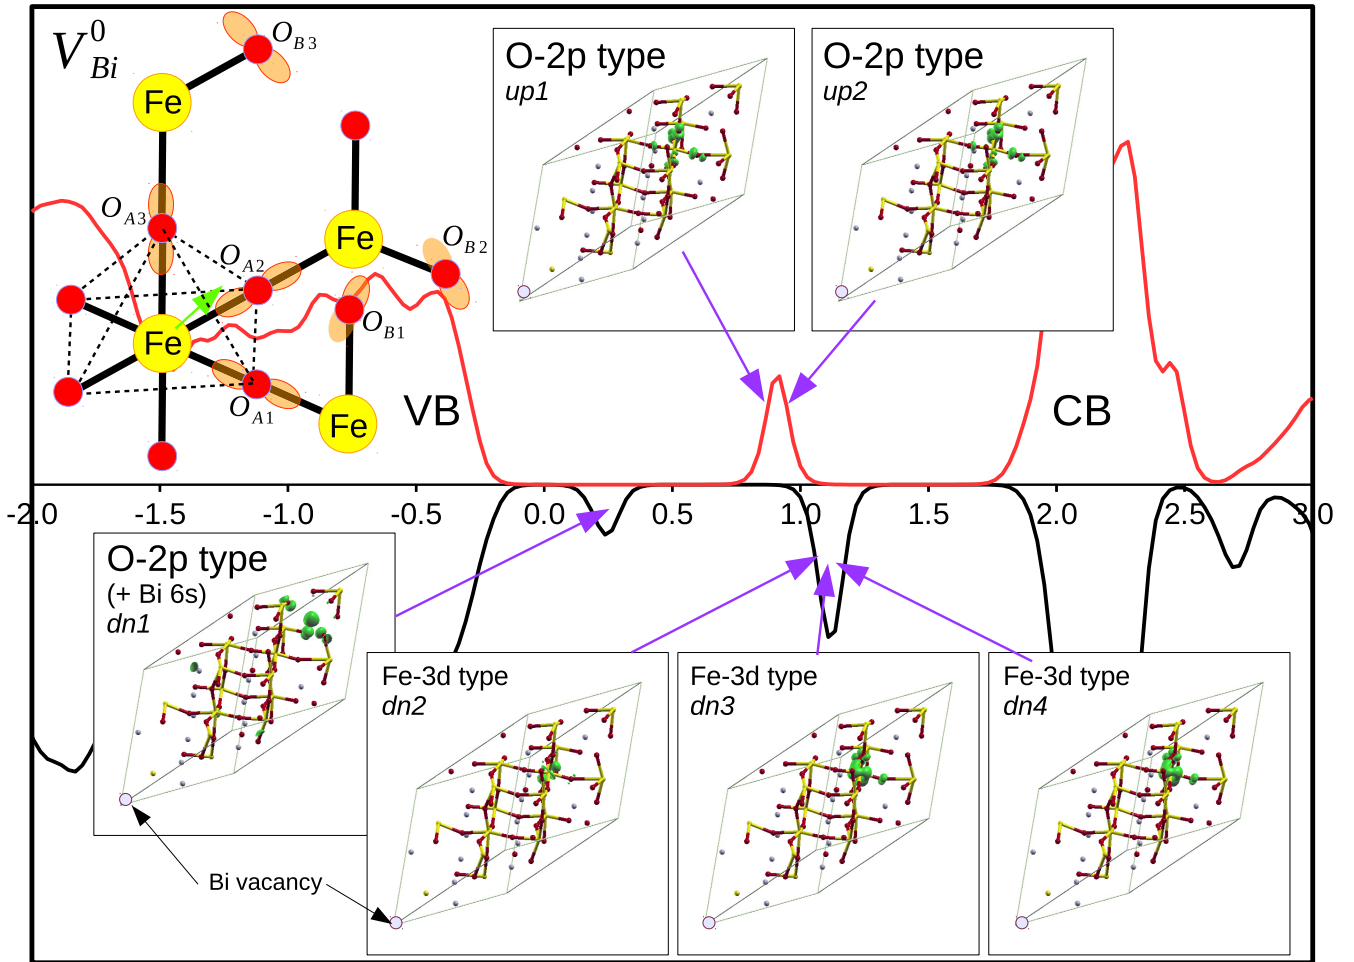 V⁰Bi
O B3
Fe
O A3
O A2
Fe
O B2
Fe
O B1
O A1
Fe
VB
O-2p type
up1
O-2p type
up2
CB
-2.0 -1.5 -1.0 -0.5 0.0 0.5 1.0 1.5 2.0 2.5 3.0
O-2p type
(+ Bi 6s)
dn1
Fe-3d type
dn2
Fe-3d type
dn3
Fe-3d type
dn4
Bi vacancy